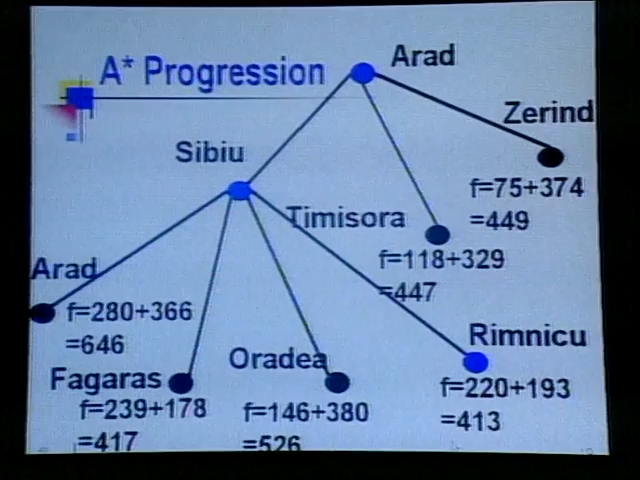 A* Progression
Arad
Zerind
f=75+374
=449
Sibiu
Timisora
f=118+329
=447
Arad
f=280+366
=646
Fagaras
f=239+178
=417
Oradea
f=146+380
=526
Rimnicu
f=220+193
=413